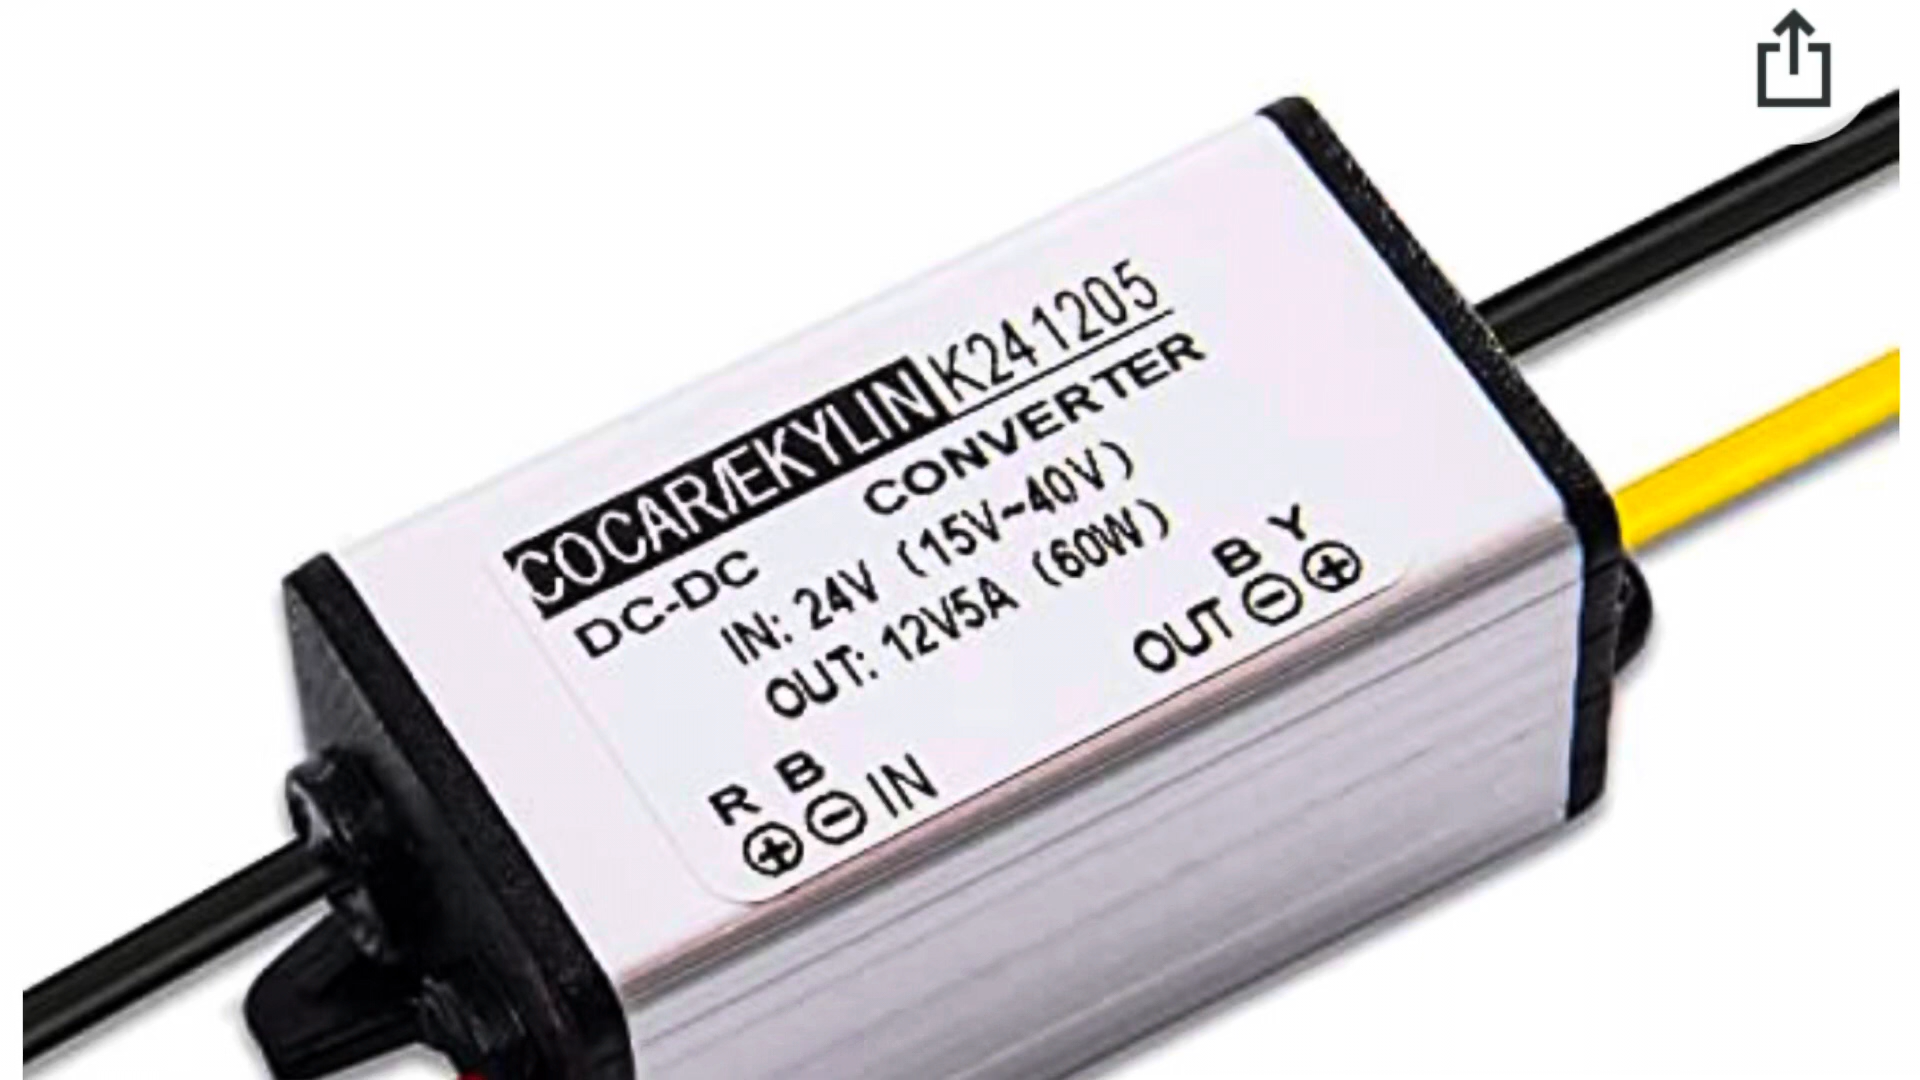 COCAR/EKYLIN K241205
DC-DC CONVERTER
IN: 24V (15V~40V)
OUT: 12V5A (60W)
B Y
OUT ⊖ ⊕
R B
⊕ ⊖ IN